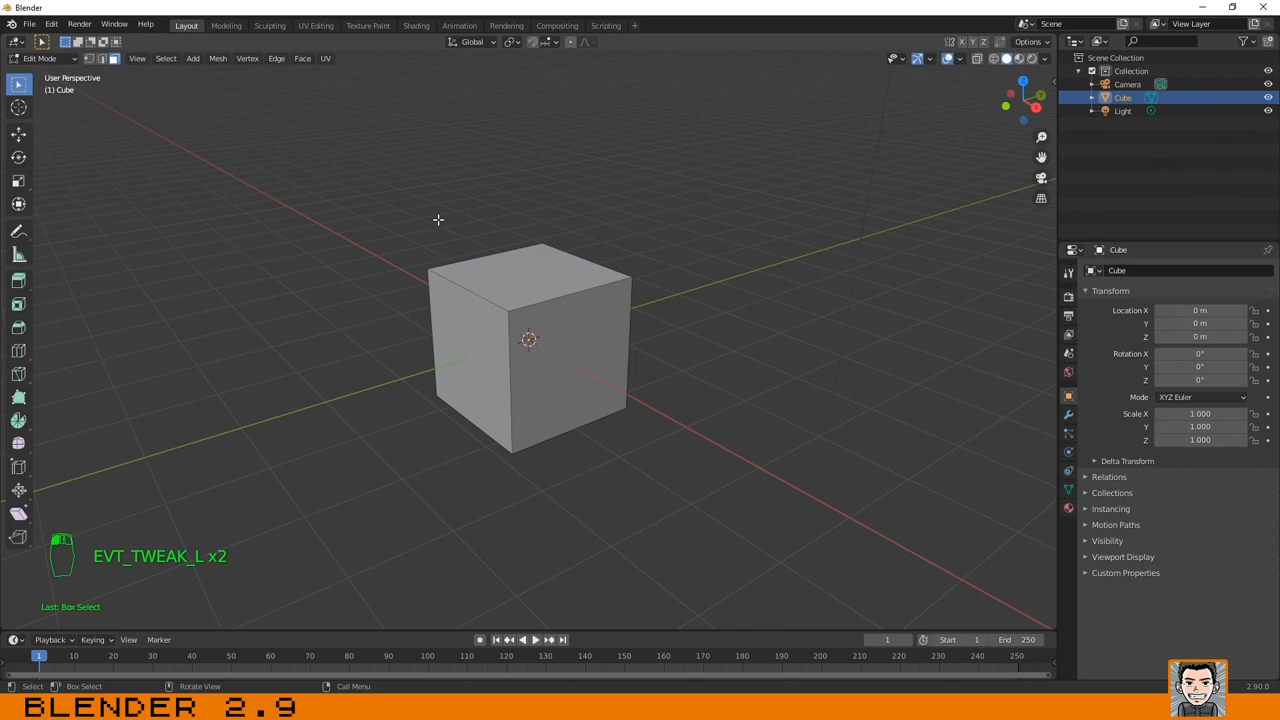 Blender
File Edit Render Window Help Layout Modeling Sculpting UV Editing Texture Paint Shading Animation Rendering Compositing Scripting + Scene View Layer
Global X Y Z Options
Edit Mode View Select Add Mesh Vertex Edge Face UV
User Perspective
(1) Cube
X
Y
Z
Scene Collection
Collection
Camera
Cube
Light
Cube
Cube
Transform
Location X 0 m
Y 0 m
Z 0 m
Rotation X 0°
Y 0°
Z 0°
Mode XYZ Euler
Scale X 1.000
Y 1.000
Z 1.000
Delta Transform
Relations
Collections
Instancing
Motion Paths
Visibility
Viewport Display
Custom Properties
EVT_TWEAK_L x2
Last: Box Select
Playback Keying View Marker 1 Start 1 End 250
1 10 20 30 40 50 60 70 80 90 100 110 120 130 140 150 160 170 180 190 200 210 220 230 240 250
Select Box Select Rotate View Call Menu 2.90.0
BLENDER 2.9